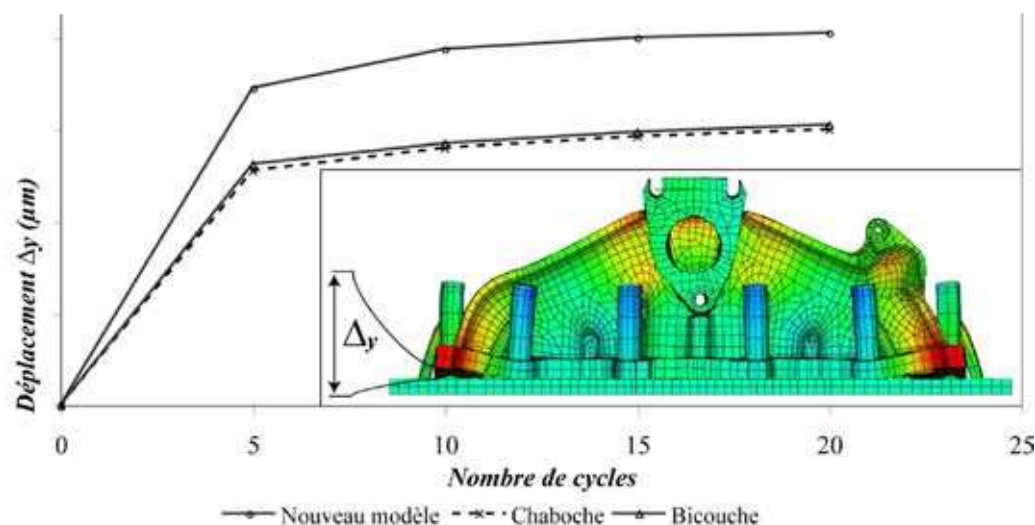 Déplacement Δy (µm)
Δy
0 5 10 15 20 25
Nombre de cycles
Nouveau modèle Chaboche Bicouche